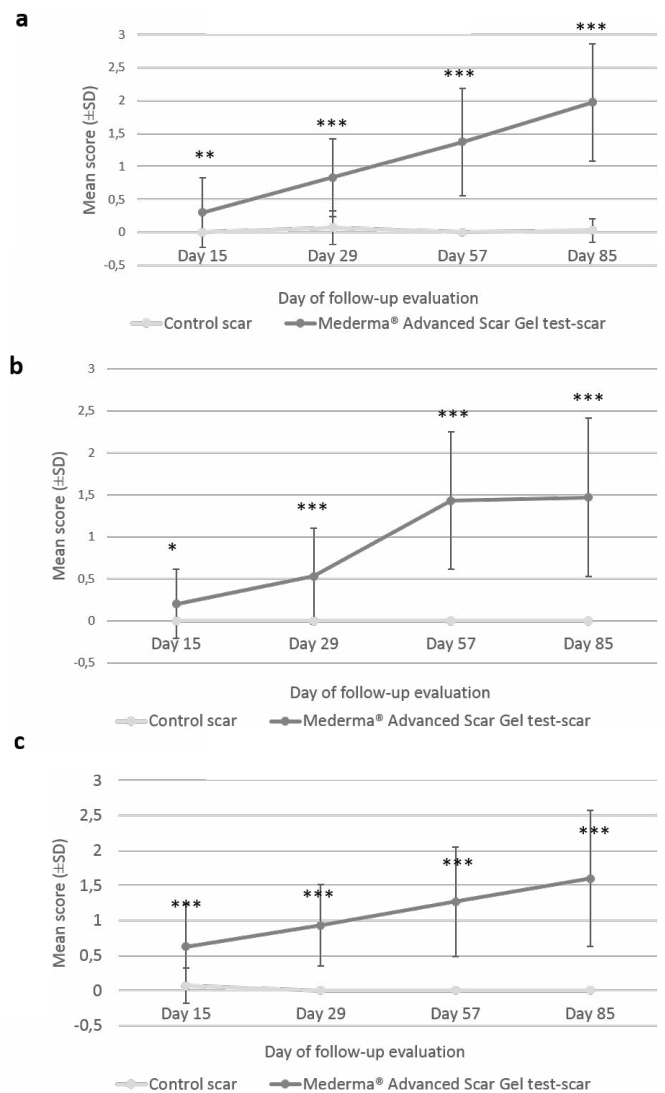 a
Mean score (±SD)
3
2,5
2
1,5
1
0,5
0
-0,5
**
***
***
***
Day 15 Day 29 Day 57 Day 85
Day of follow-up evaluation
Control scar Mederma® Advanced Scar Gel test-scar
b
Mean score (±SD)
3
2,5
2
1,5
1
0,5
0
-0,5
*
***
***
***
Day 15 Day 29 Day 57 Day 85
Day of follow-up evaluation
Control scar Mederma® Advanced Scar Gel test-scar
c
Mean score (±SD)
3
2,5
2
1,5
1
0,5
0
-0,5
***
***
***
***
Day 15 Day 29 Day 57 Day 85
Day of follow-up evaluation
Control scar Mederma® Advanced Scar Gel test-scar